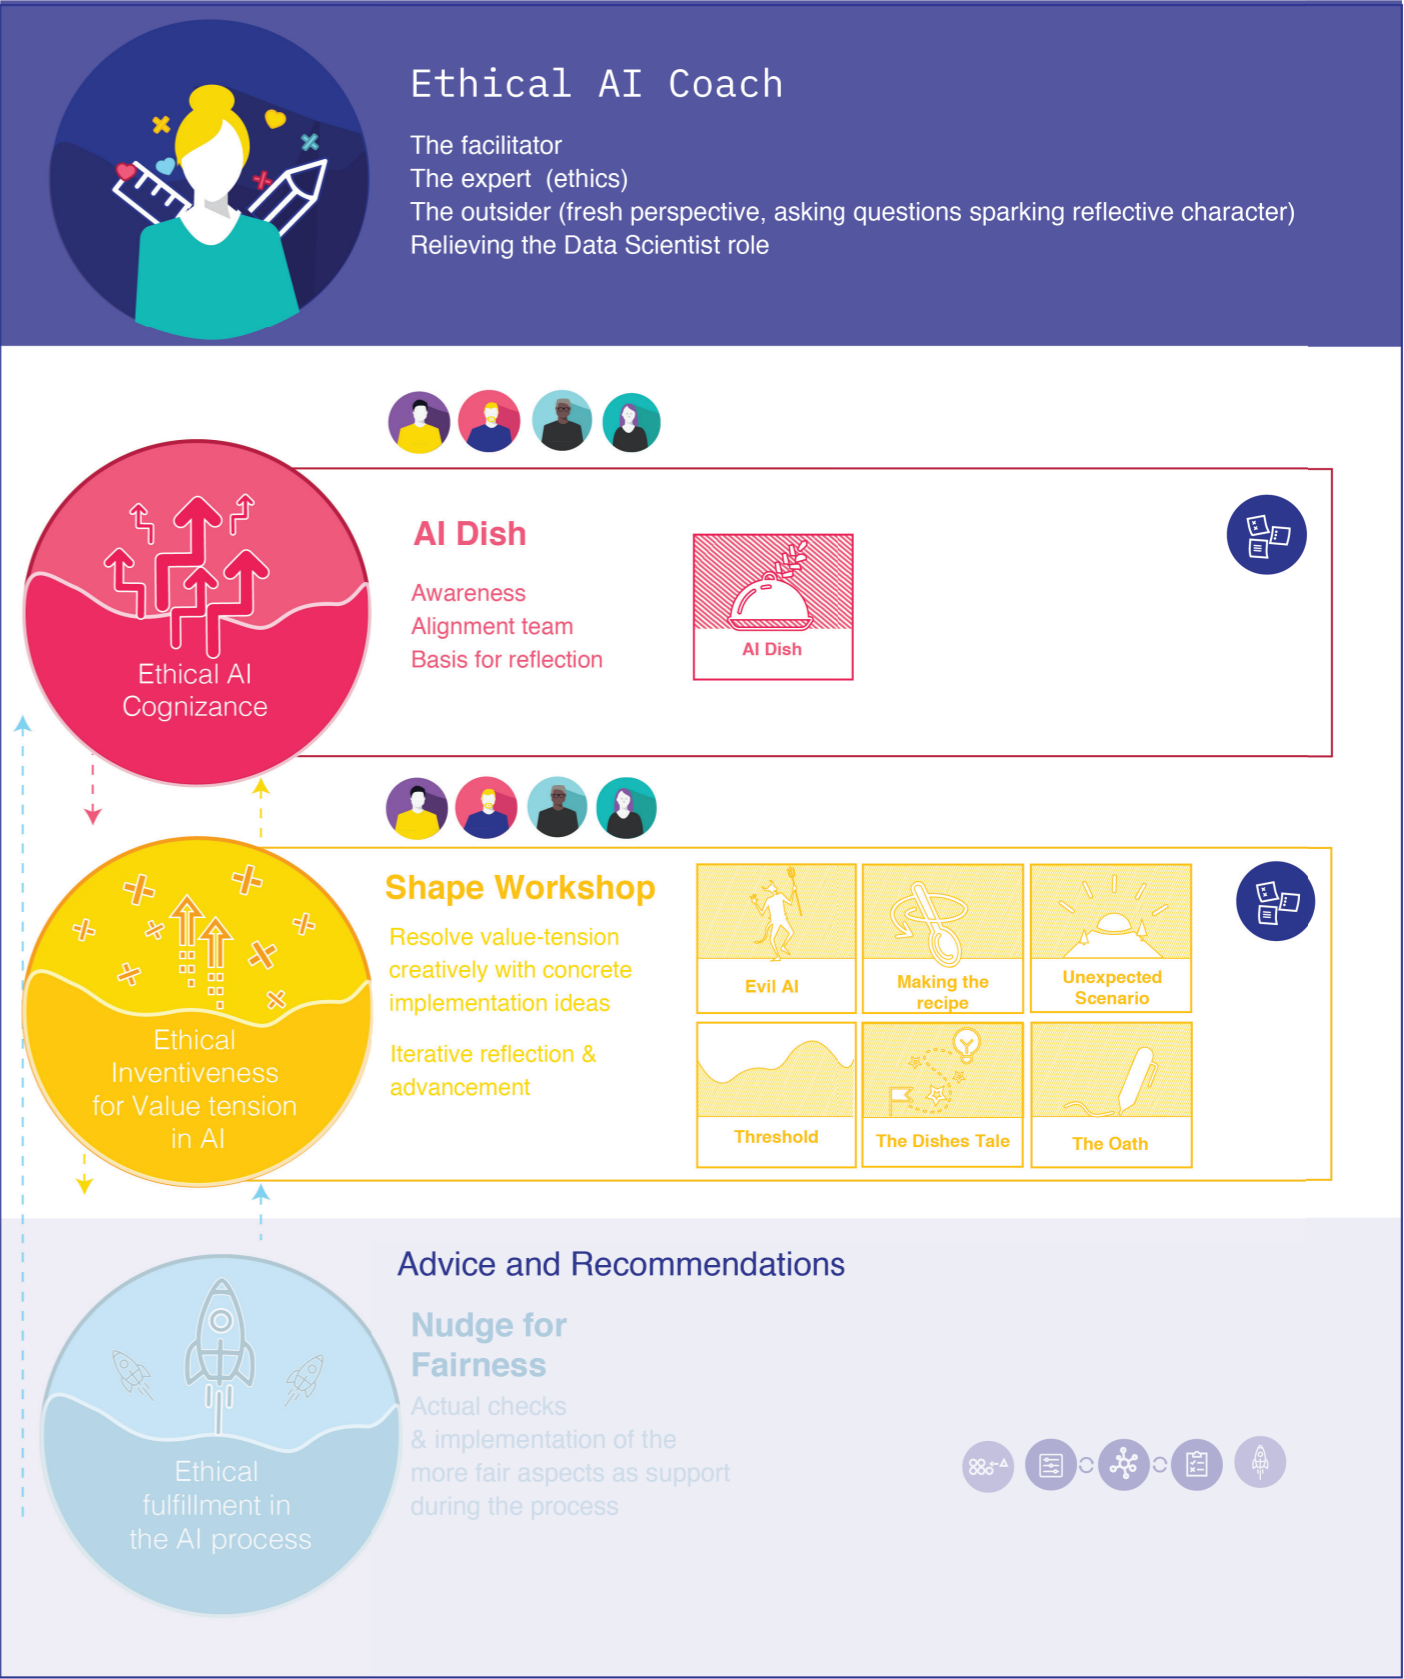 Ethical AI Coach
The facilitator
The expert (ethics)
The outsider (fresh perspective, asking questions sparking reflective character)
Relieving the Data Scientist role
Ethical AI
Cognizance
AI Dish
Awareness
Alignment team
Basis for reflection
AI Dish
Ethical
Inventiveness
for Value tension
in AI
Shape Workshop
Resolve value-tension
creatively with concrete
implementation ideas
Iterative reflection &
advancement
Evil AI
Making the
recipe
Unexpected
Scenario
Threshold
The Dishes Tale
The Oath
Advice and Recommendations
Ethical
fulfillment in
the AI process
Nudge for
Fairness
Actual checks
& implementation of the
more fair aspects as support
during the process